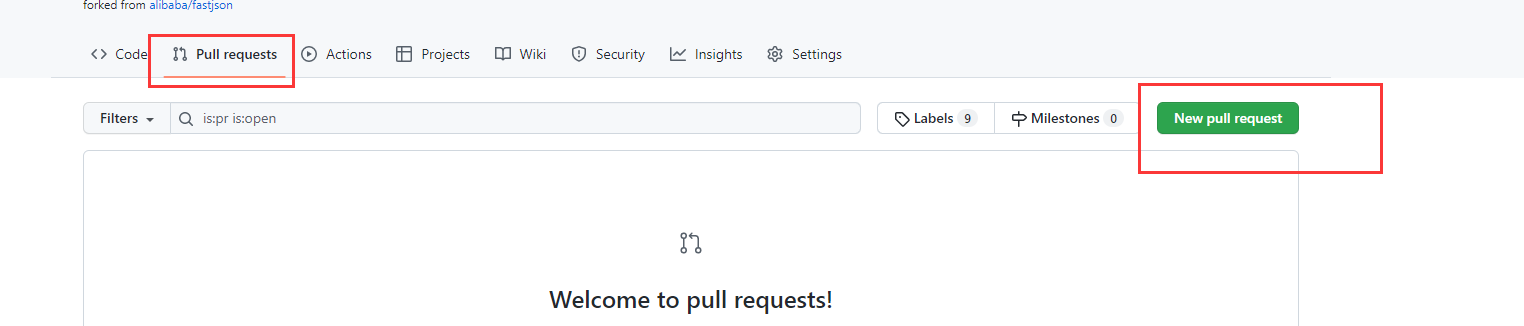 forked from alibaba/fastjson
Code Pull requests Actions Projects Wiki Security Insights Settings
Filters is:pr is:open Labels 9 Milestones 0 New pull request
Welcome to pull requests!